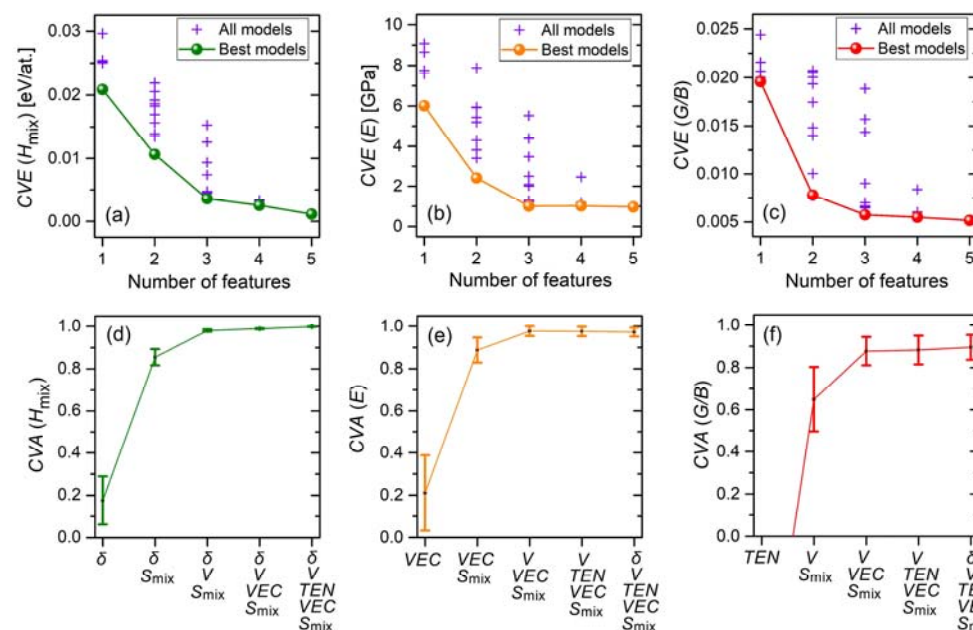 CVE (Hmix) [eV/at.]
0.03
0.02
0.01
0.00
All models
Best models
(a)
1 2 3 4 5
Number of features
CVE (E) [GPa]
10
8
6
4
2
0
All models
Best models
(b)
1 2 3 4 5
Number of features
CVE (G/B)
0.025
0.020
0.015
0.010
0.005
All models
Best models
(c)
1 2 3 4 5
Number of features
CVA (Hmix)
1.0
0.8
0.6
0.4
0.2
0.0
(d)
δ δ δ δ δ
Smix V V V
Smix VEC TEN
Smix VEC
Smix
CVA (E)
1.0
0.8
0.6
0.4
0.2
0.0
(e)
VEC VEC V V δ
Smix VEC TEN V
Smix VEC TEN
Smix VEC
Smix
CVA (G/B)
1.0
0.8
0.6
0.4
0.2
0.0
(f)
TEN V V V δ
Smix VEC TEN V
Smix VEC
Smix